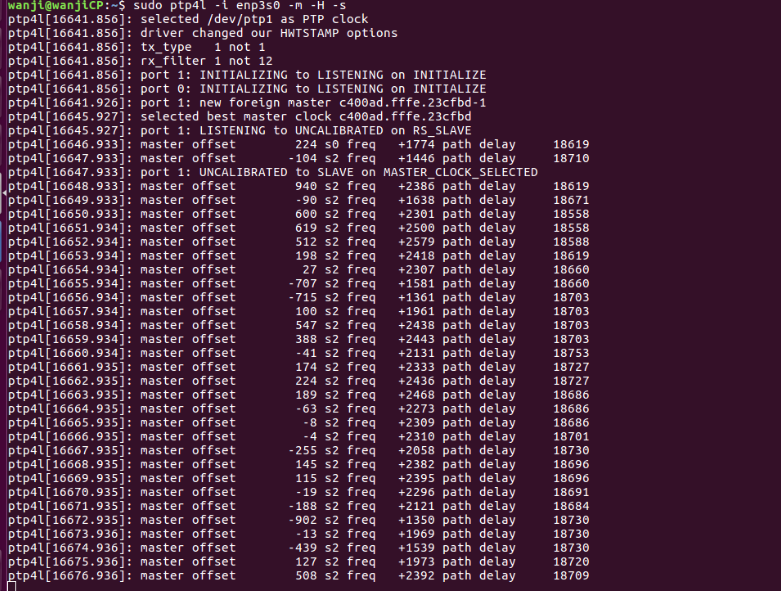 wanji@wanjiCP:~$ sudo ptp4l -i enp3s0 -m -H -s
ptp4l[16641.856]: selected /dev/ptp1 as PTP clock
ptp4l[16641.856]: driver changed our HWTSTAMP options
ptp4l[16641.856]: tx_type   1 not 1
ptp4l[16641.856]: rx_filter 1 not 12
ptp4l[16641.856]: port 1: INITIALIZING to LISTENING on INITIALIZE
ptp4l[16641.856]: port 0: INITIALIZING to LISTENING on INITIALIZE
ptp4l[16641.926]: port 1: new foreign master c400ad.fffe.23cfbd-1
ptp4l[16645.927]: selected best master clock c400ad.fffe.23cfbd
ptp4l[16645.927]: port 1: LISTENING to UNCALIBRATED on RS_SLAVE
ptp4l[16646.933]: master offset        224 s0 freq   +1774 path delay     18619
ptp4l[16647.933]: master offset       -104 s2 freq   +1446 path delay     18710
ptp4l[16647.933]: port 1: UNCALIBRATED to SLAVE on MASTER_CLOCK_SELECTED
ptp4l[16648.933]: master offset        940 s2 freq   +2386 path delay     18619
ptp4l[16649.933]: master offset        -90 s2 freq   +1638 path delay     18671
ptp4l[16650.933]: master offset        600 s2 freq   +2301 path delay     18558
ptp4l[16651.934]: master offset        619 s2 freq   +2500 path delay     18558
ptp4l[16652.934]: master offset        512 s2 freq   +2579 path delay     18588
ptp4l[16653.934]: master offset        198 s2 freq   +2418 path delay     18619
ptp4l[16654.934]: master offset         27 s2 freq   +2307 path delay     18660
ptp4l[16655.934]: master offset       -707 s2 freq   +1581 path delay     18660
ptp4l[16656.934]: master offset       -715 s2 freq   +1361 path delay     18703
ptp4l[16657.934]: master offset        100 s2 freq   +1961 path delay     18703
ptp4l[16658.934]: master offset        547 s2 freq   +2438 path delay     18703
ptp4l[16659.934]: master offset        388 s2 freq   +2443 path delay     18703
ptp4l[16660.934]: master offset        -41 s2 freq   +2131 path delay     18753
ptp4l[16661.935]: master offset        174 s2 freq   +2333 path delay     18727
ptp4l[16662.935]: master offset        224 s2 freq   +2436 path delay     18727
ptp4l[16663.935]: master offset        189 s2 freq   +2468 path delay     18686
ptp4l[16664.935]: master offset        -63 s2 freq   +2273 path delay     18686
ptp4l[16665.935]: master offset         -8 s2 freq   +2309 path delay     18686
ptp4l[16666.935]: master offset         -4 s2 freq   +2310 path delay     18701
ptp4l[16667.935]: master offset       -255 s2 freq   +2058 path delay     18730
ptp4l[16668.935]: master offset        145 s2 freq   +2382 path delay     18696
ptp4l[16669.935]: master offset        115 s2 freq   +2395 path delay     18696
ptp4l[16670.935]: master offset        -19 s2 freq   +2296 path delay     18691
ptp4l[16671.935]: master offset       -188 s2 freq   +2121 path delay     18684
ptp4l[16672.935]: master offset       -902 s2 freq   +1350 path delay     18730
ptp4l[16673.936]: master offset        -13 s2 freq   +1969 path delay     18730
ptp4l[16674.936]: master offset       -439 s2 freq   +1539 path delay     18730
ptp4l[16675.936]: master offset        127 s2 freq   +1973 path delay     18720
ptp4l[16676.936]: master offset        508 s2 freq   +2392 path delay     18709